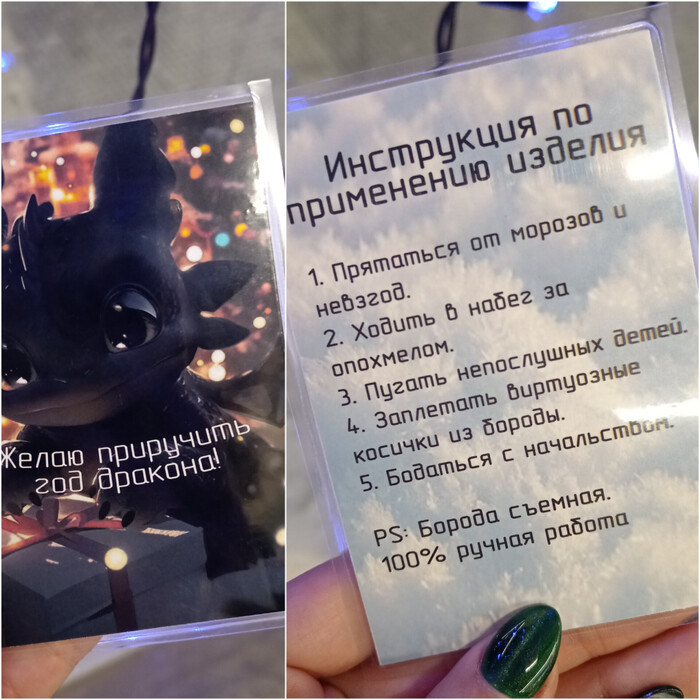 Желаю приручить
год дракона!
Инструкция по
применению изделия
1. Прятаться от морозов и
невзгод.
2. Ходить в набег за
опохмелом.
3. Пугать непослушных детей.
4. Заплетать виртуозные
косички из бороды.
5. Бодаться с начальством.
PS: Борода съемная.
100% ручная работа